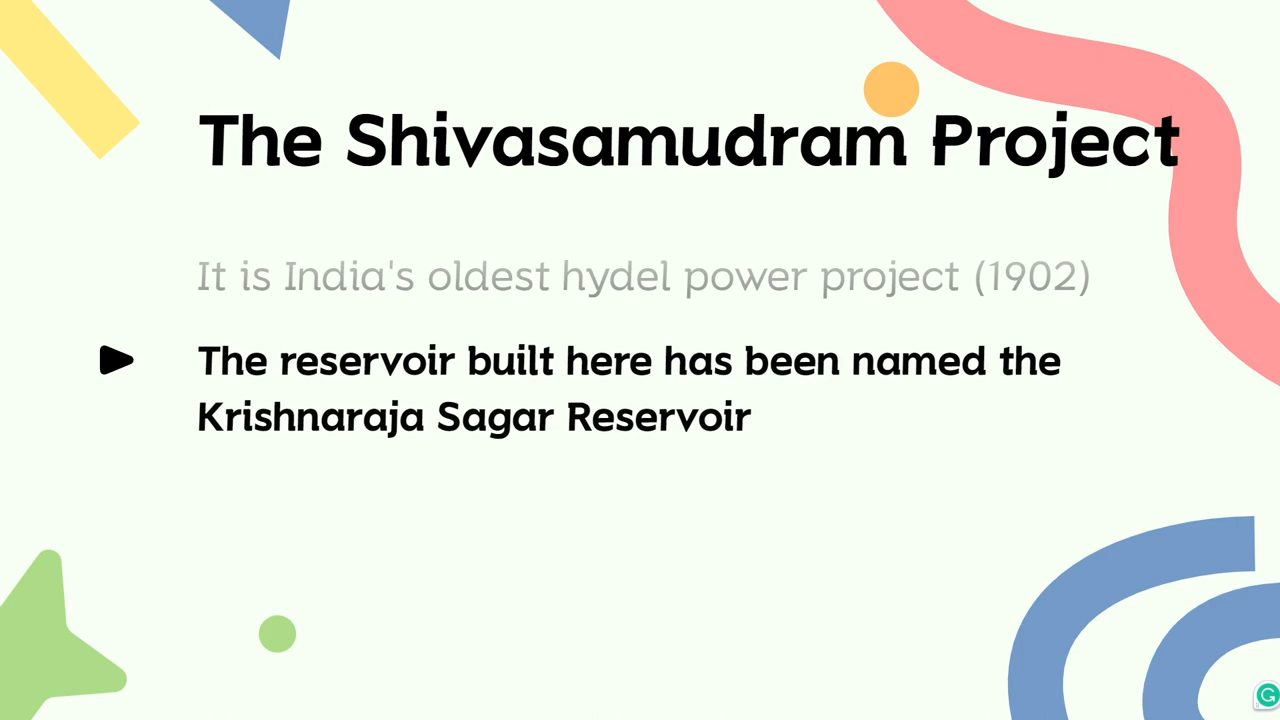 The Shivasamudram Project
It is India's oldest hydel power project (1902)
The reservoir built here has been named the
Krishnaraja Sagar Reservoir